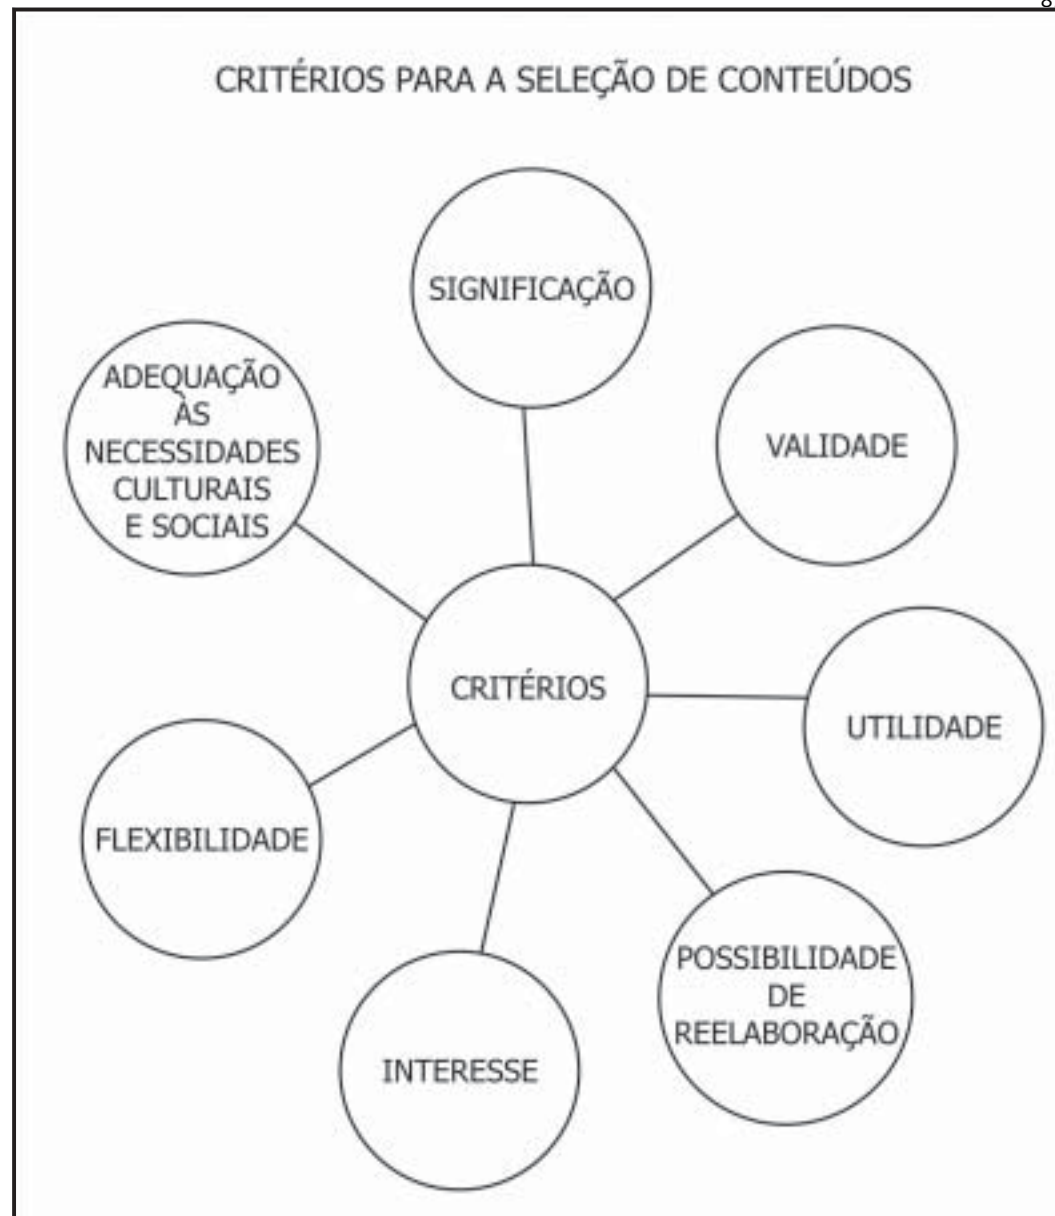 8
CRITÉRIOS PARA A SELEÇÃO DE CONTEÚDOS
SIGNIFICAÇÃO
ADEQUAÇÃO
ÀS
NECESSIDADES
CULTURAIS
E SOCIAIS
VALIDADE
CRITÉRIOS
UTILIDADE
FLEXIBILIDADE
POSSIBILIDADE
DE
REELABORAÇÃO
INTERESSE